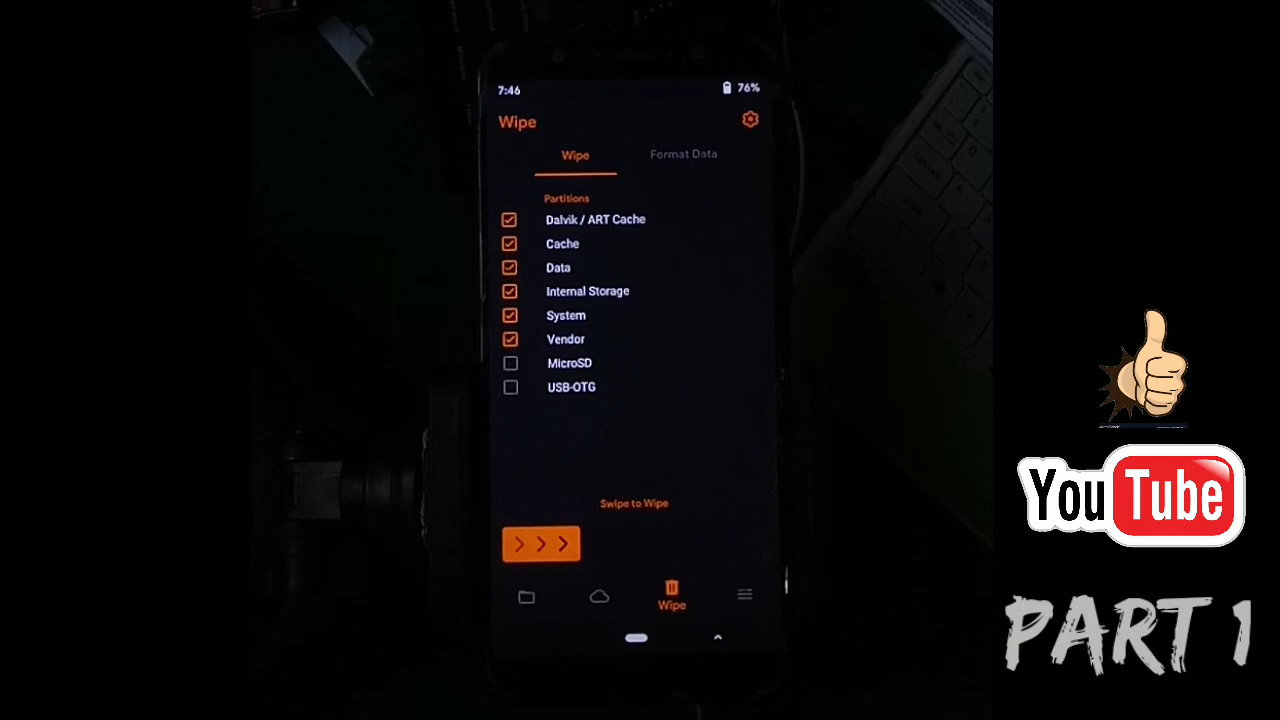 7:46
76%
Wipe
Wipe
Format Data
Partitions
Dalvik / ART Cache
Cache
Data
Internal Storage
System
Vendor
MicroSD
USB-OTG
Swipe to Wipe
Wipe
YouTube
PART 1